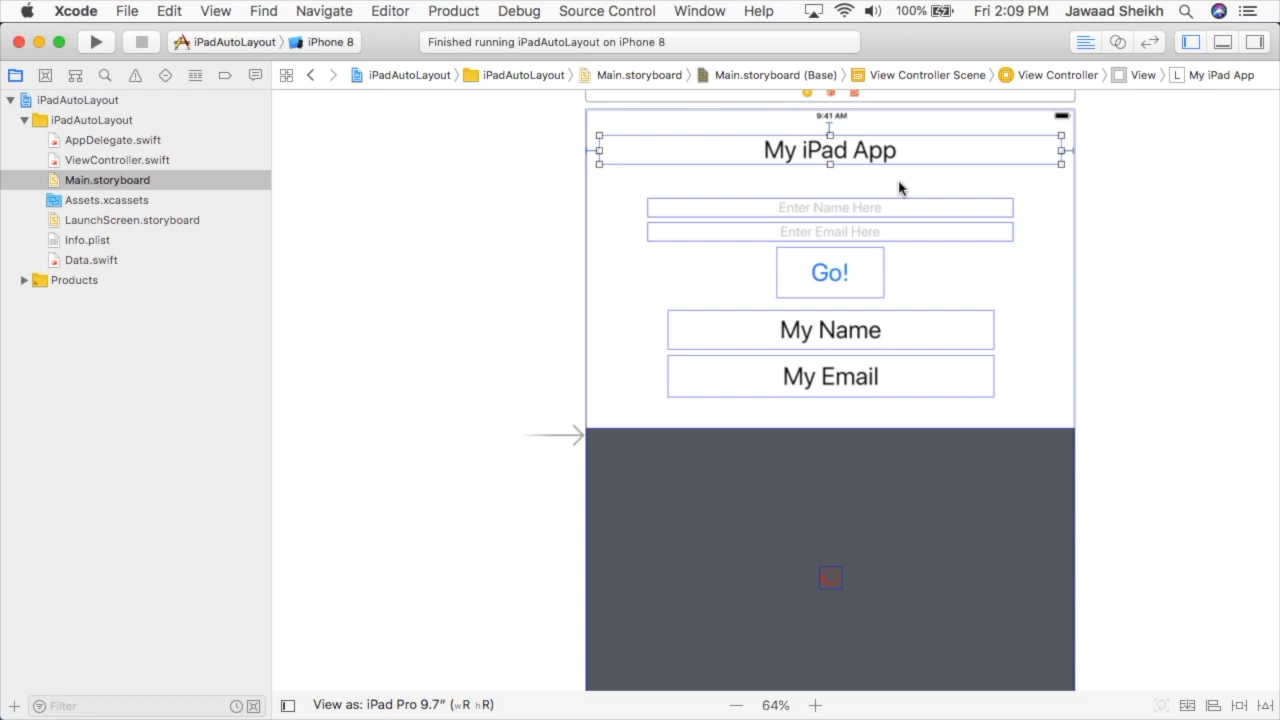 Xcode File Edit View Find Navigate Editor Product Debug Source Control Window Help 100% Fri 2:09 PM Jawaad Sheikh
iPadAutoLayout iPhone 8 Finished running iPadAutoLayout on iPhone 8
iPadAutoLayout iPadAutoLayout Main.storyboard Main.storyboard (Base) View Controller Scene View Controller View L My iPad App
iPadAutoLayout
iPadAutoLayout
AppDelegate.swift
ViewController.swift
Main.storyboard
Assets.xcassets
LaunchScreen.storyboard
Info.plist
Data.swift
Products
9:41 AM
My iPad App
Enter Name Here
Enter Email Here
Go!
My Name
My Email
Filter
View as: iPad Pro 9.7" (wR hR)
64%